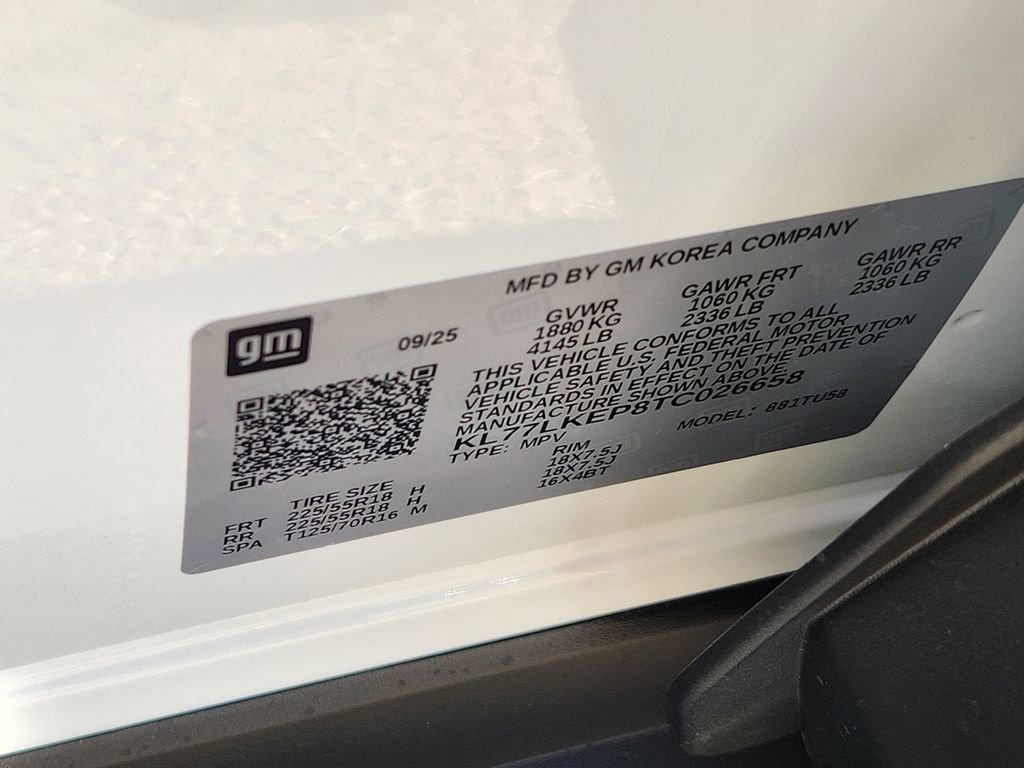 MFD BY GM KOREA COMPANY
gm
09/25
GVWR GAWR FRT GAWR RR
1880 KG 1060 KG 1060 KG
4145 LB 2336 LB 2336 LB
THIS VEHICLE CONFORMS TO ALL
APPLICABLE U.S. FEDERAL MOTOR
VEHICLE SAFETY AND THEFT PREVENTION
STANDARDS IN EFFECT ON THE DATE OF
MANUFACTURE SHOWN ABOVE.
KL77LKEP8TC026658
TYPE: MPV MODEL: 881TU58
TIRE SIZE RIM
FRT 225/55R18 H 18X7.5J
RR 225/55R18 H 18X7.5J
SPA T125/70R16 M 16X4BT